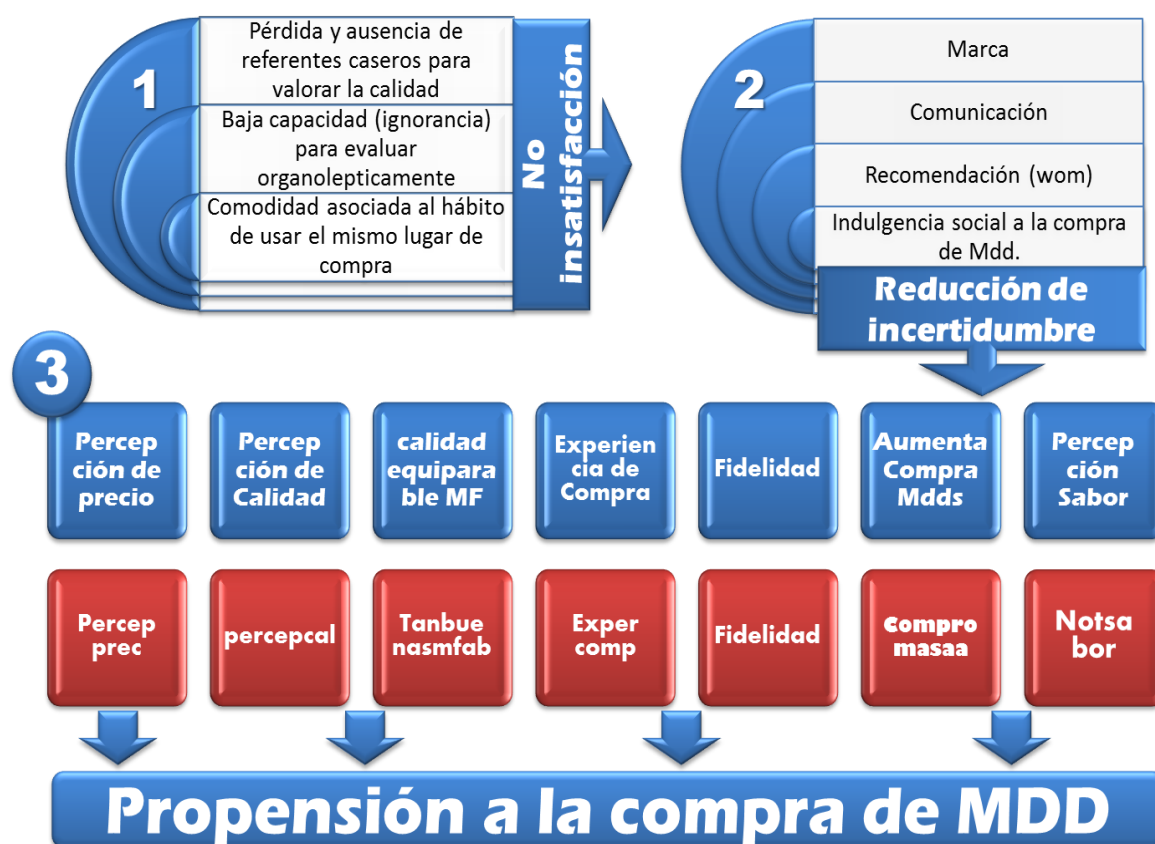 1
Pérdida y ausencia de
referentes caseros para
valorar la calidad
Baja capacidad (ignorancia)
para evaluar
organolepticamente
Comodidad asociada al hábito
de usar el mismo lugar de
compra
No
insatisfacción
2
Marca
Comunicación
Recomendación (wom)
Indulgencia social a la compra
de Mdd.
Reducción de
incertidumbre
3
Percep
ción de
precio
Percep
ción de
Calidad
calidad
equipara
ble MF
Experien
cia de
Compra
Fidelidad
Aumenta
Compra
Mdds
Percep
ción
Sabor
Percep
prec
percepcal
Tanbue
nasmfab
Exper
comp
Fidelidad
Compro
masaa
Notsa
bor
Propensión a la compra de MDD